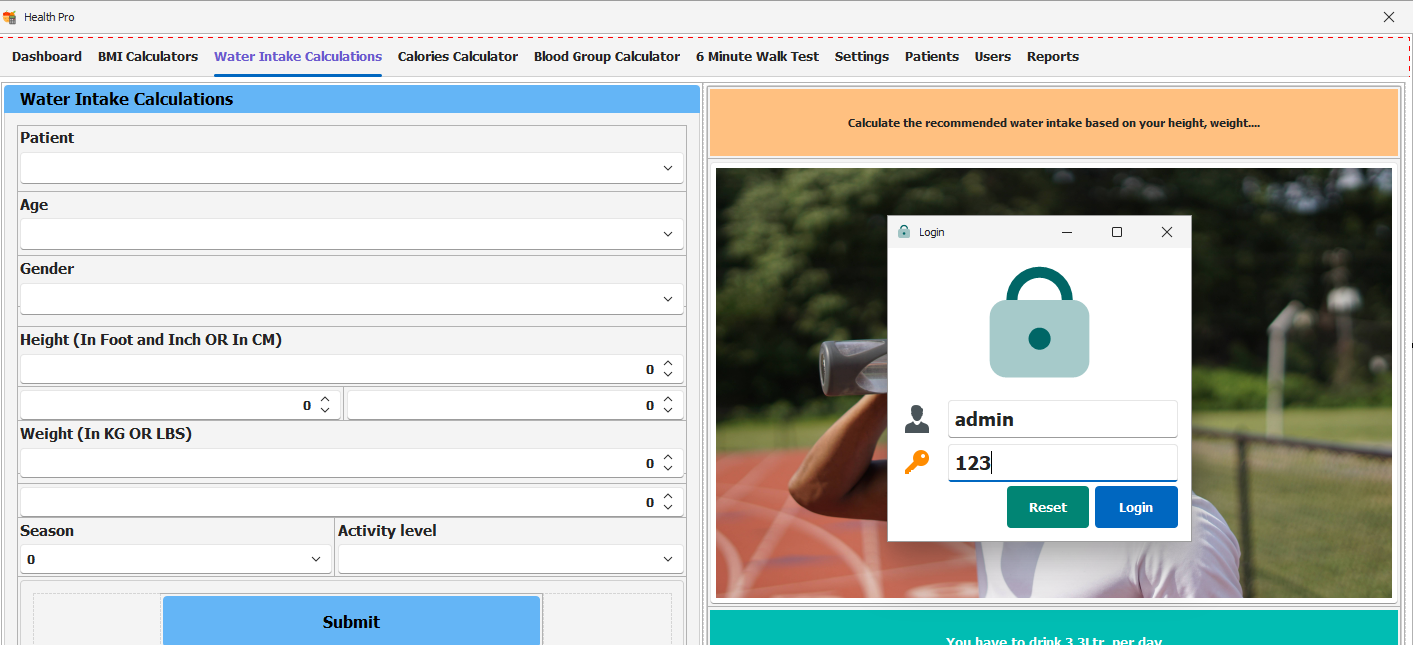 Health Pro
Dashboard BMI Calculators Water Intake Calculations Calories Calculator Blood Group Calculator 6 Minute Walk Test Settings Patients Users Reports
Water Intake Calculations
Patient
Age
Gender
Height (In Foot and Inch OR In CM)
0
0 0
Weight (In KG OR LBS)
0
0
Season Activity level
0
Submit
Calculate the recommended water intake based on your height, weight....
Login
admin
123
Reset Login
You have to drink 3.3Ltr. per day